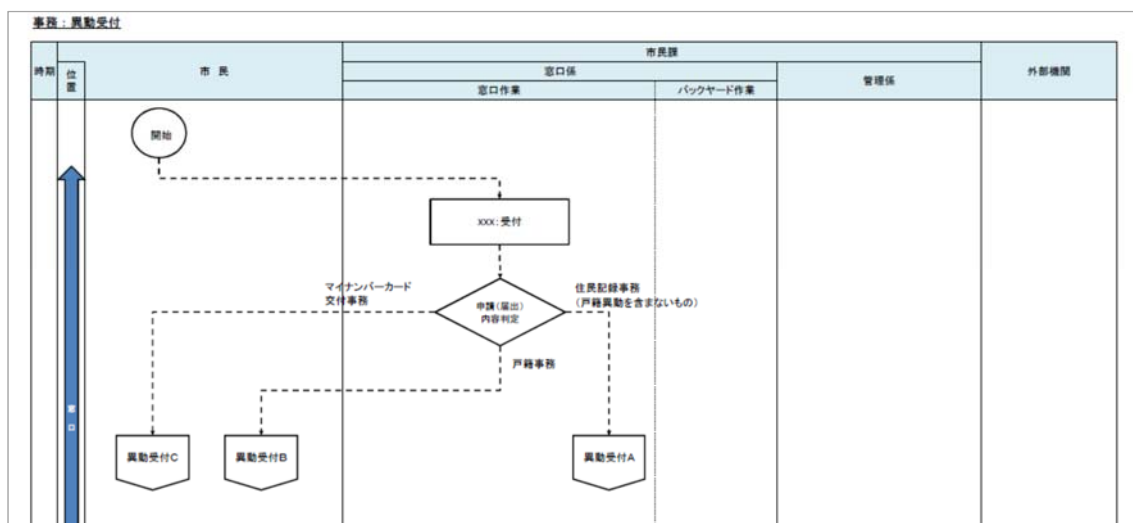 事務：異動受付
時期
位置
市 民
市民課
窓口係
窓口作業
バックヤード作業
管理係
外部機関
開始
xxx：受付
マイナンバーカード
交付事務
申請（届出）
内容判定
住民記録事務
（戸籍異動を含まないもの）
戸籍事務
窓口
異動受付C
異動受付B
異動受付A